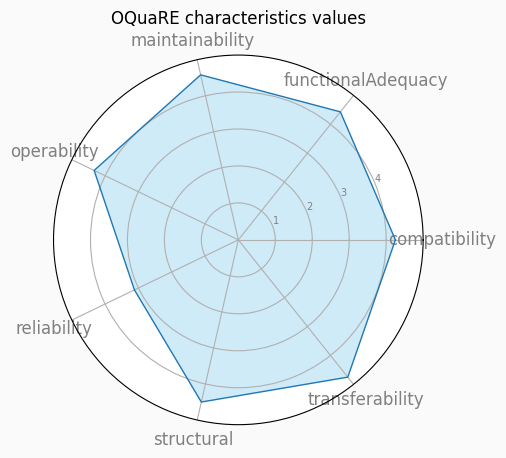 OQuaRE characteristics values
maintainability
functionalAdequacy
operability
4
3
2
1
compatibility
reliability
transferability
structural